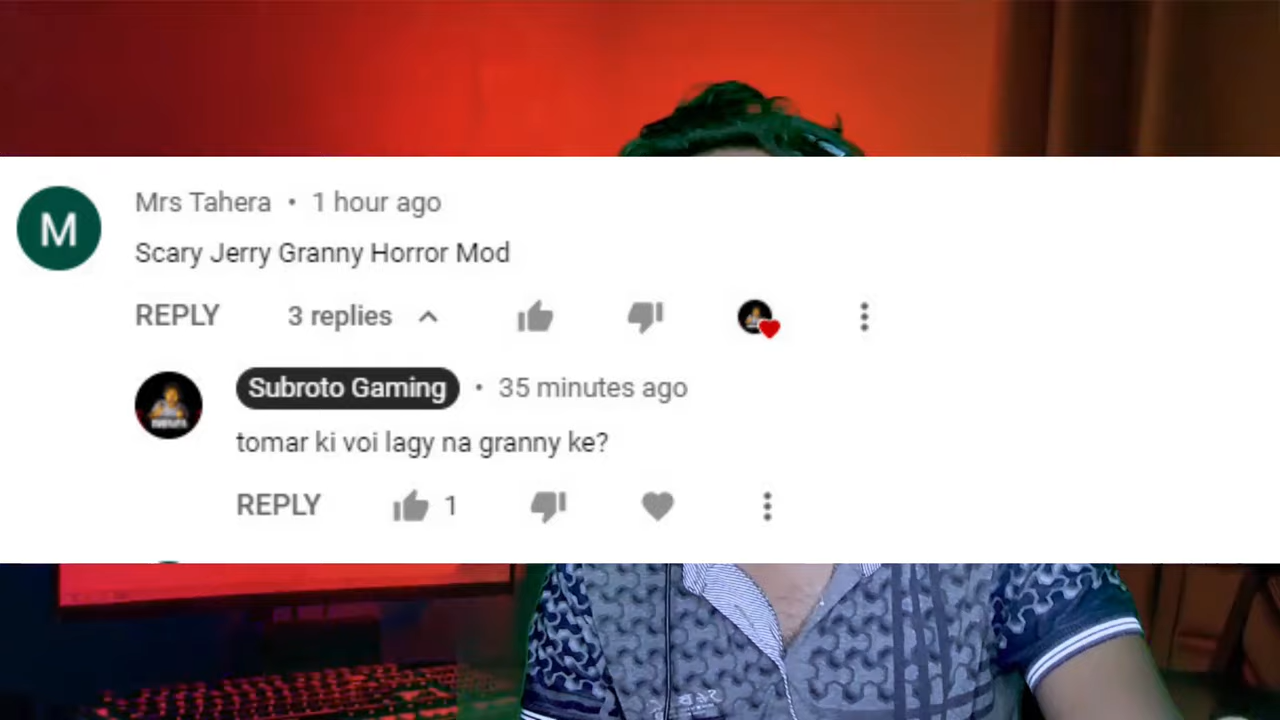 M
Mrs Tahera • 1 hour ago
Scary Jerry Granny Horror Mod
REPLY 3 replies
Subroto Gaming • 35 minutes ago
tomar ki voi lagy na granny ke?
REPLY 1